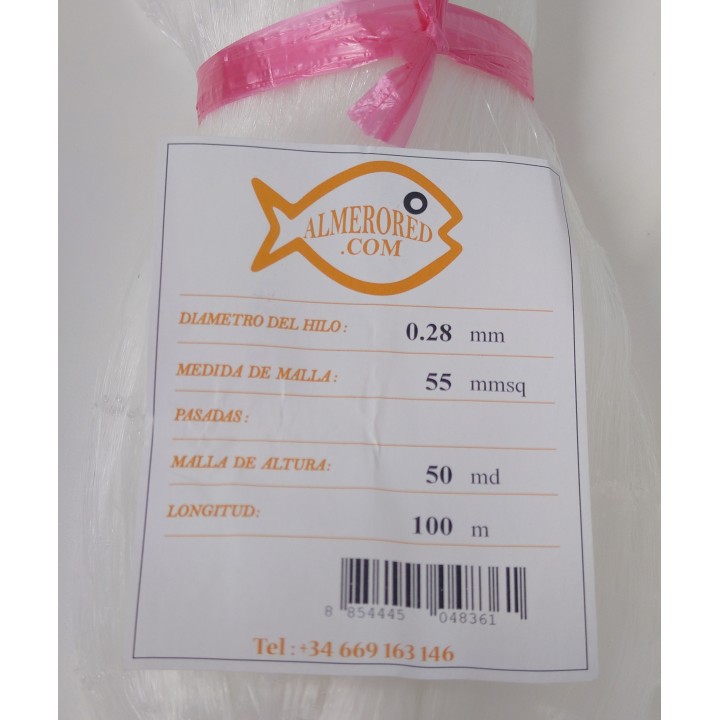 ALMERORED
.COM
DIAMETRO DEL HILO: 0.28 mm
MEDIDA DE MALLA: 55 mmsq
PASADAS:
MALLA DE ALTURA: 50 md
LONGITUD: 100 m
8 854445 048361
Tel : +34 669 163 146